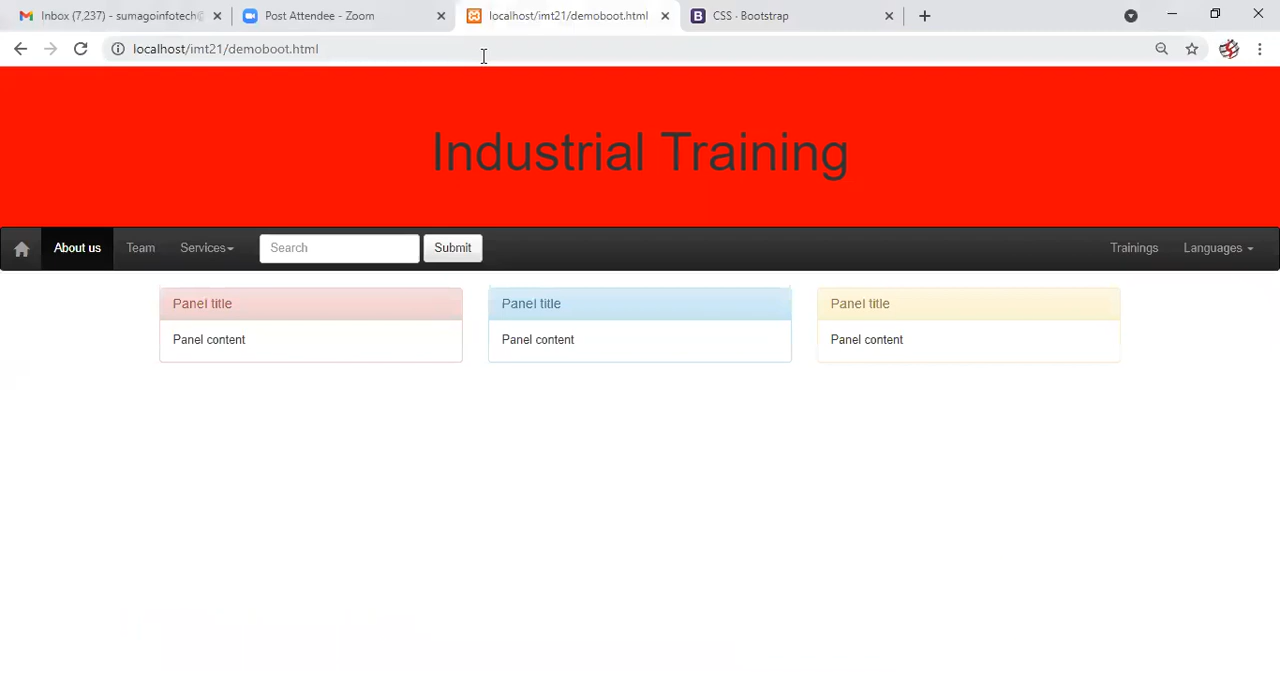 Inbox (7,237) - sumagoinfotech@
Post Attendee - Zoom
localhost/imt21/demoboot.html
CSS · Bootstrap
localhost/imt21/demoboot.html
Industrial Training
About us
Team
Services
Search
Submit
Trainings
Languages
Panel title
Panel title
Panel title
Panel content
Panel content
Panel content